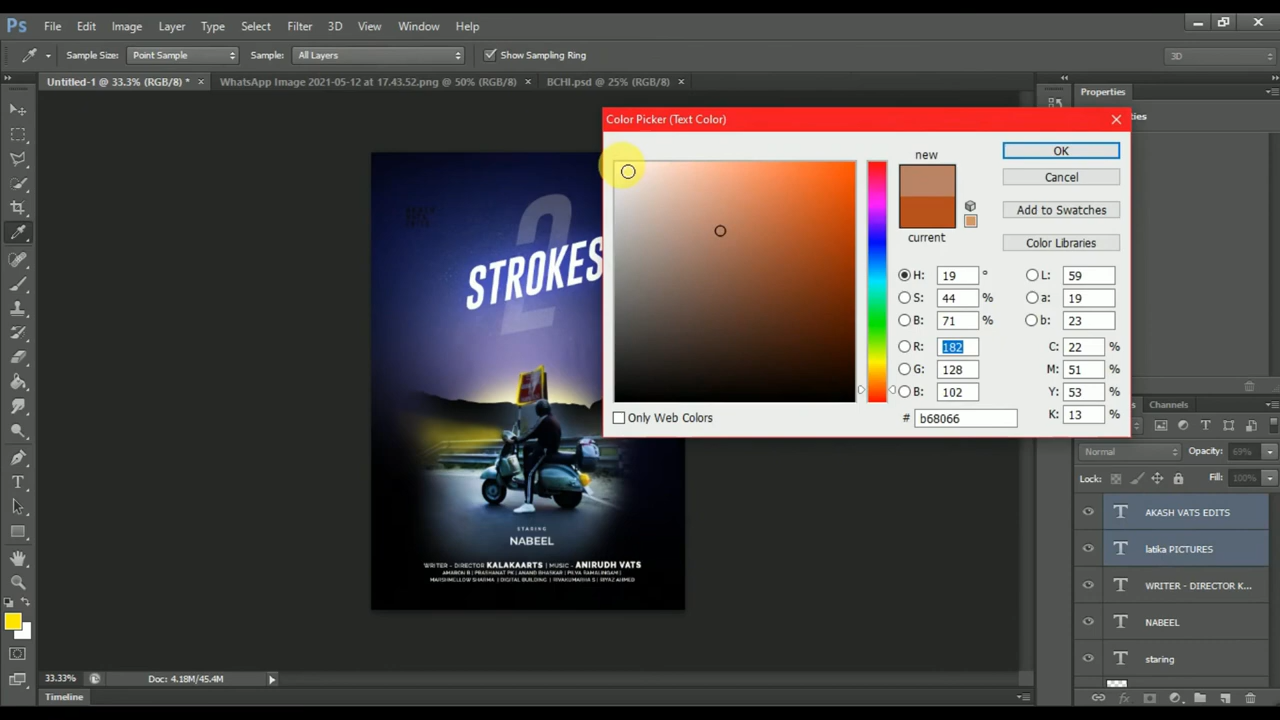 Ps File Edit Image Layer Type Select Filter 3D View Window Help
Sample Size: Point Sample Sample: All Layers Show Sampling Ring 3D
Untitled-1 @ 33.3% (RGB/8) * × WhatsApp Image 2021-05-12 at 17.43.52.png @ 50% (RGB/8) × BCHI.psd @ 25% (RGB/8) ×
Properties
Color Picker (Text Color)
new
current
OK
Cancel
Add to Swatches
Color Libraries
H: 19 °
S: 44 %
B: 71 %
R: 182
G: 128
B: 102
L: 59
a: 19
b: 23
C: 22 %
M: 51 %
Y: 53 %
K: 13 %
# b68066
Only Web Colors
2
STROKES
STARING
NABEEL
WRITER - DIRECTOR KALAKAARTS | MUSIC - ANIRUDH VATS
Channels
Normal Opacity: 69%
Lock: Fill: 100%
T AKASH VATS EDITS
T latika PICTURES
T WRITER - DIRECTOR K...
T NABEEL
T staring
33.33% Doc: 4.18M/45.4M
Timeline